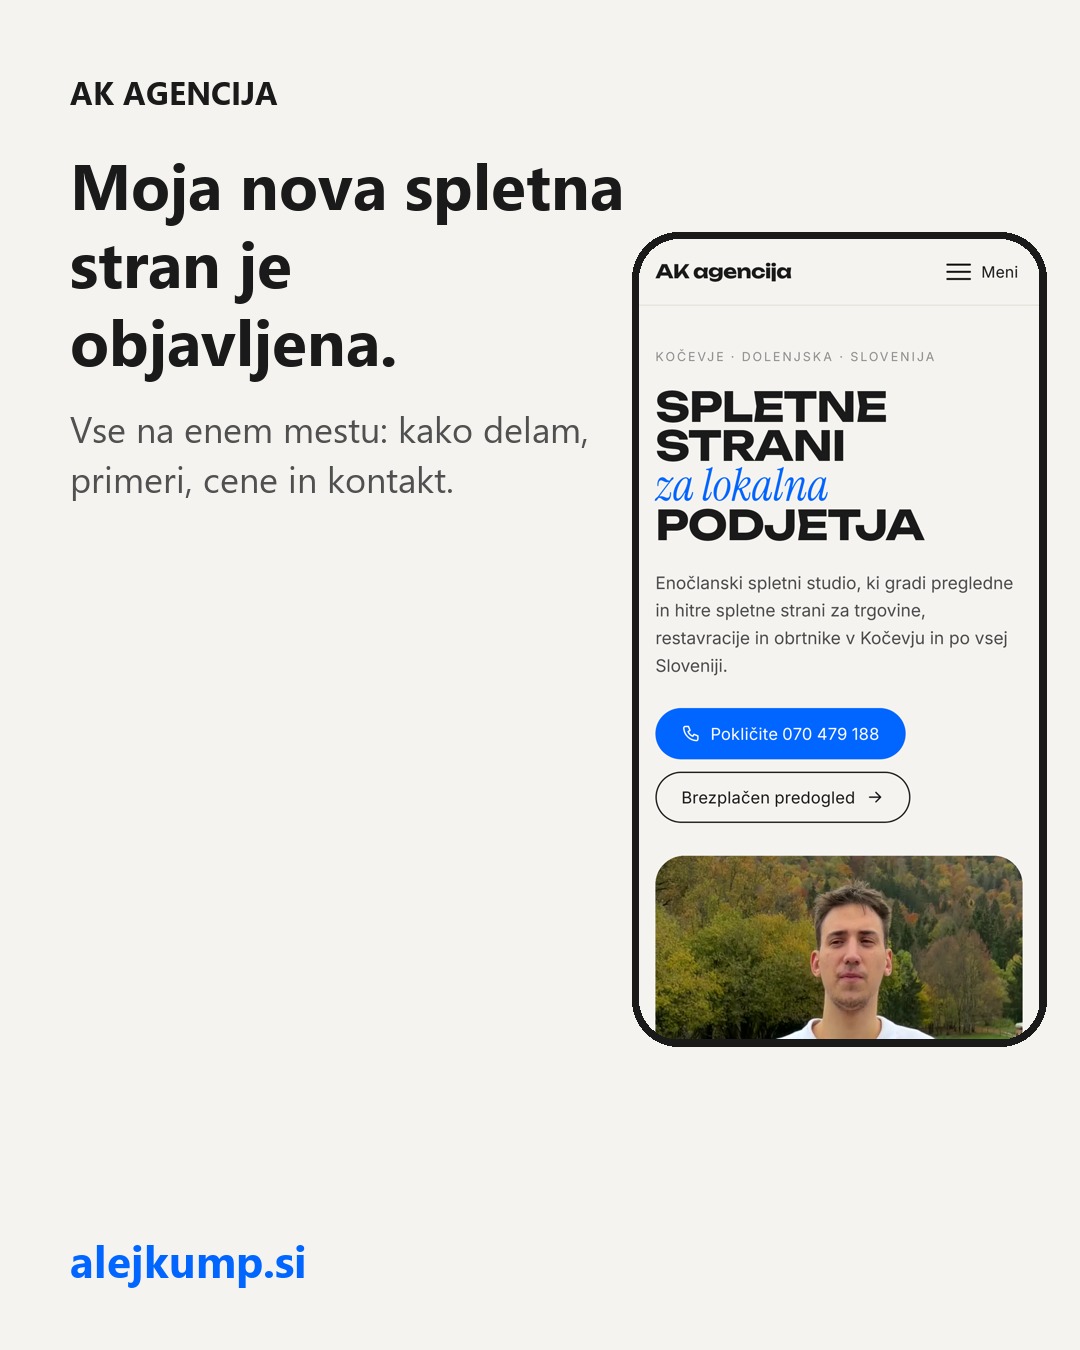 AK AGENCIJA
Moja nova spletna
stran je
objavljena.
Vse na enem mestu: kako delam,
primeri, cene in kontakt.
AK agencija
Meni
KOČEVJE · DOLENJSKA · SLOVENIJA
SPLETNE
STRANI
za lokalna
PODJETJA
Enočlanski spletni studio, ki gradi pregledne
in hitre spletne strani za trgovine,
restavracije in obrtnike v Kočevju in po vsej
Sloveniji.
Pokličite 070 479 188
Brezplačen predogled →
alejkump.si